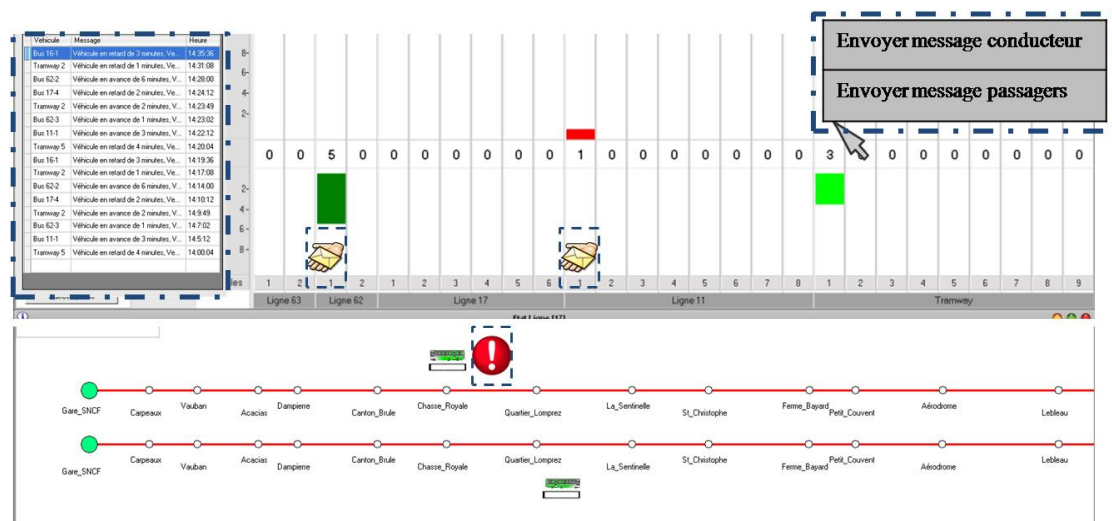 Vehicule Message Heure
Bus 16-1 Véhicule en retard de 3 minutes, Ve... 14:35:36
Tramway 2 Véhicule en retard de 1 minutes, Ve... 14:31:08
Bus 62-2 Véhicule en avance de 6 minutes, V... 14:28:00
Bus 17-4 Véhicule en retard de 2 minutes, Ve... 14:24:12
Tramway 2 Véhicule en avance de 2 minutes, V... 14:23:49
Bus 62-3 Véhicule en avance de 1 minutes, V... 14:23:02
Bus 11-1 Véhicule en avance de 3 minutes, V... 14:22:12
Tramway 5 Véhicule en retard de 4 minutes, Ve... 14:20:04
Bus 16-1 Véhicule en retard de 3 minutes, Ve... 14:19:36
Tramway 2 Véhicule en retard de 1 minutes, Ve... 14:17:08
Bus 62-2 Véhicule en avance de 6 minutes, V... 14:14:00
Bus 17-4 Véhicule en retard de 2 minutes, Ve... 14:10:12
Tramway 2 Véhicule en avance de 2 minutes, V... 14:9:49
Bus 62-3 Véhicule en avance de 1 minutes, V... 14:7:02
Bus 11-1 Véhicule en avance de 3 minutes, V... 14:5:12
Tramway 5 Véhicule en retard de 4 minutes, Ve... 14:00:04
Envoyer message conducteur
Envoyer message passagers
8-
6-
4-
2-
0 0 5 0 0 0 0 0 0 0 1 0 0 0 0 0 0 0 3 0 0 0 0 0 0 0
2-
4-
6-
8-
les 1 2 1 2 1 2 3 4 5 6 1 2 3 4 5 6 7 8 1 2 3 4 5 6 7 8 9
Ligne 63 Ligne 62 Ligne 17 Ligne 11 Tramway
Etat Ligne [17]
Gare_SNCF Carpeaux Vauban Acacias Dampierre Canton_Brule Chasse_Royale Quartier_Lomprez La_Sentinelle St_Christophe Ferme_Bayard Petit_Couvent Aérodrome Lebleau
Gare_SNCF Carpeaux Vauban Acacias Dampierre Canton_Brule Chasse_Royale Quartier_Lomprez La_Sentinelle St_Christophe Ferme_Bayard Petit_Couvent Aérodrome Lebleau